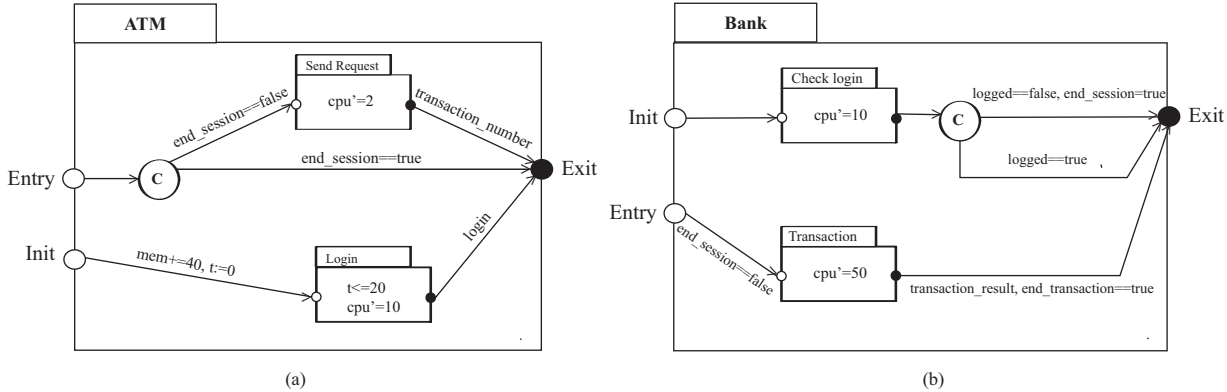 ATM
Send Request
cpu’=2
end_session==false
transaction_number
end_session==true
C
Entry
Exit
Init
mem+=40, t:=0
login
Login
t<=20
cpu’=10
(a)
Bank
Check login
cpu’=10
logged==false, end_session=true
C
Init
Exit
logged==true
Entry
end_session==false
Transaction
cpu’=50
transaction_result, end_transaction==true
(b)